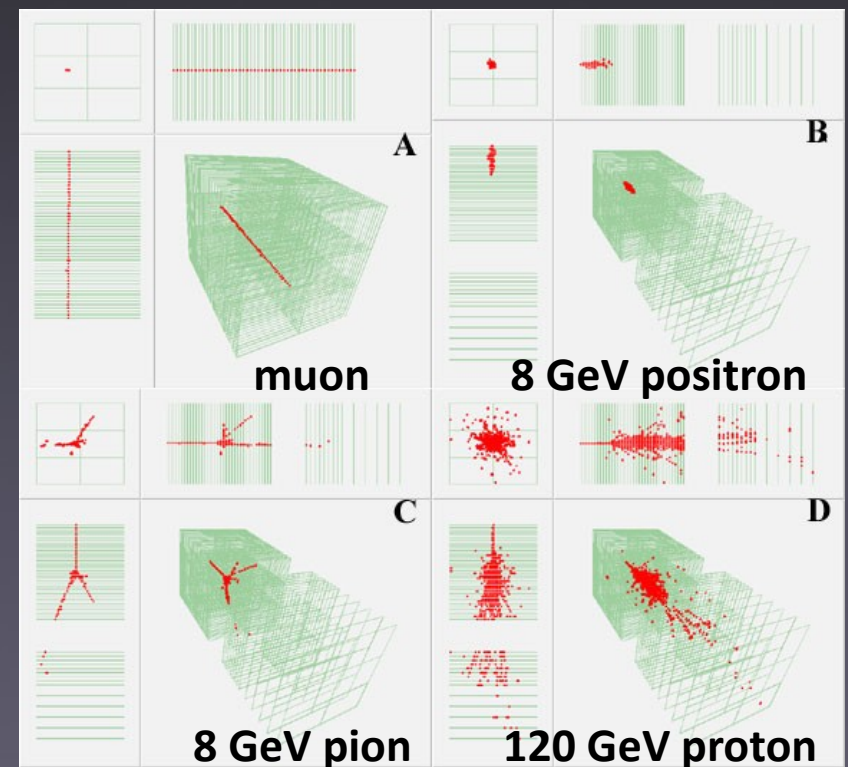 A
B
muon
8 GeV positron
C
D
8 GeV pion
120 GeV proton